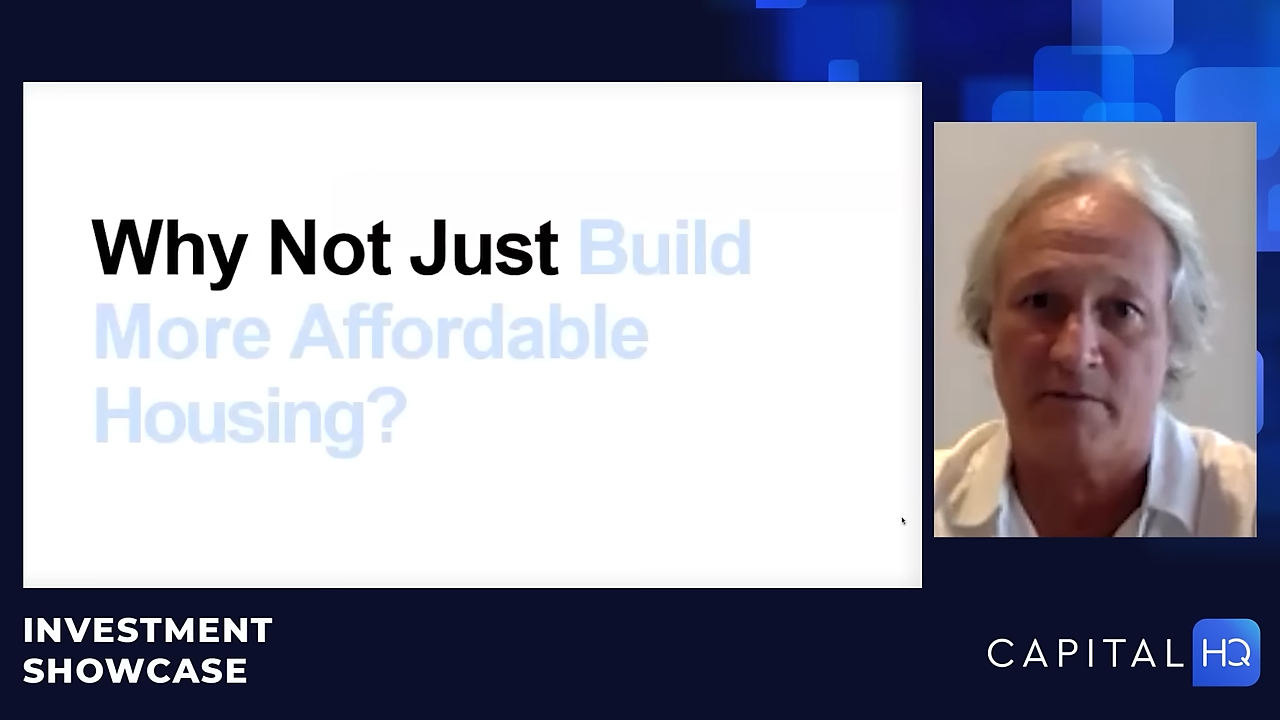 Why Not Just Build
More Affordable
Housing?
INVESTMENT
SHOWCASE
CAPITAL HQ